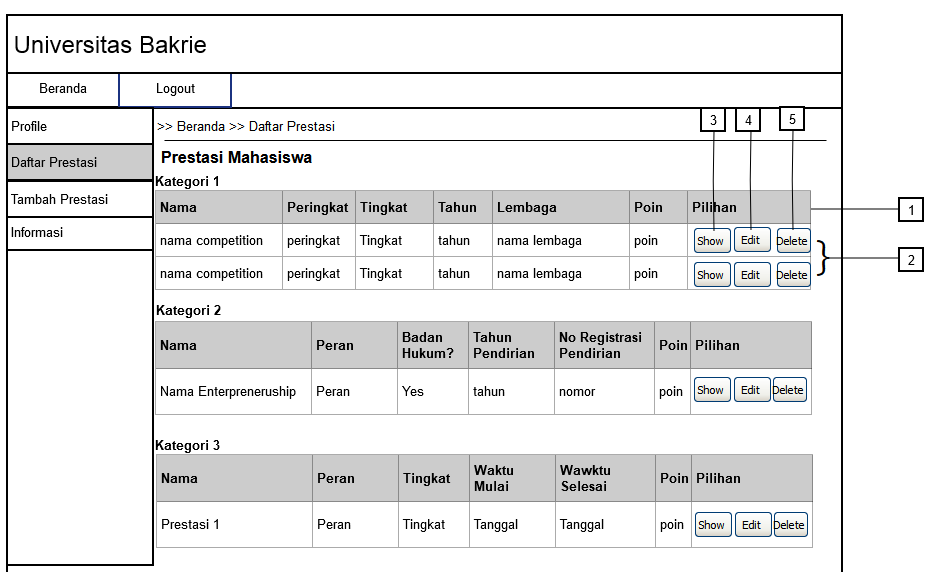 Universitas Bakrie
Beranda Logout
Profile
Daftar Prestasi
Tambah Prestasi
Informasi
>> Beranda >> Daftar Prestasi
3 4 5
Prestasi Mahasiswa
Kategori 1
Nama Peringkat Tingkat Tahun Lembaga Poin Pilihan
1
nama competition peringkat Tingkat tahun nama lembaga poin Show Edit Delete
2
nama competition peringkat Tingkat tahun nama lembaga poin Show Edit Delete
Kategori 2
Nama Peran Badan Hukum? Tahun Pendirian No Registrasi Pendirian Poin Pilihan
Nama Enterpreneruship Peran Yes tahun nomor poin Show Edit Delete
Kategori 3
Nama Peran Tingkat Waktu Mulai Wawktu Selesai Poin Pilihan
Prestasi 1 Peran Tingkat Tanggal Tanggal poin Show Edit Delete